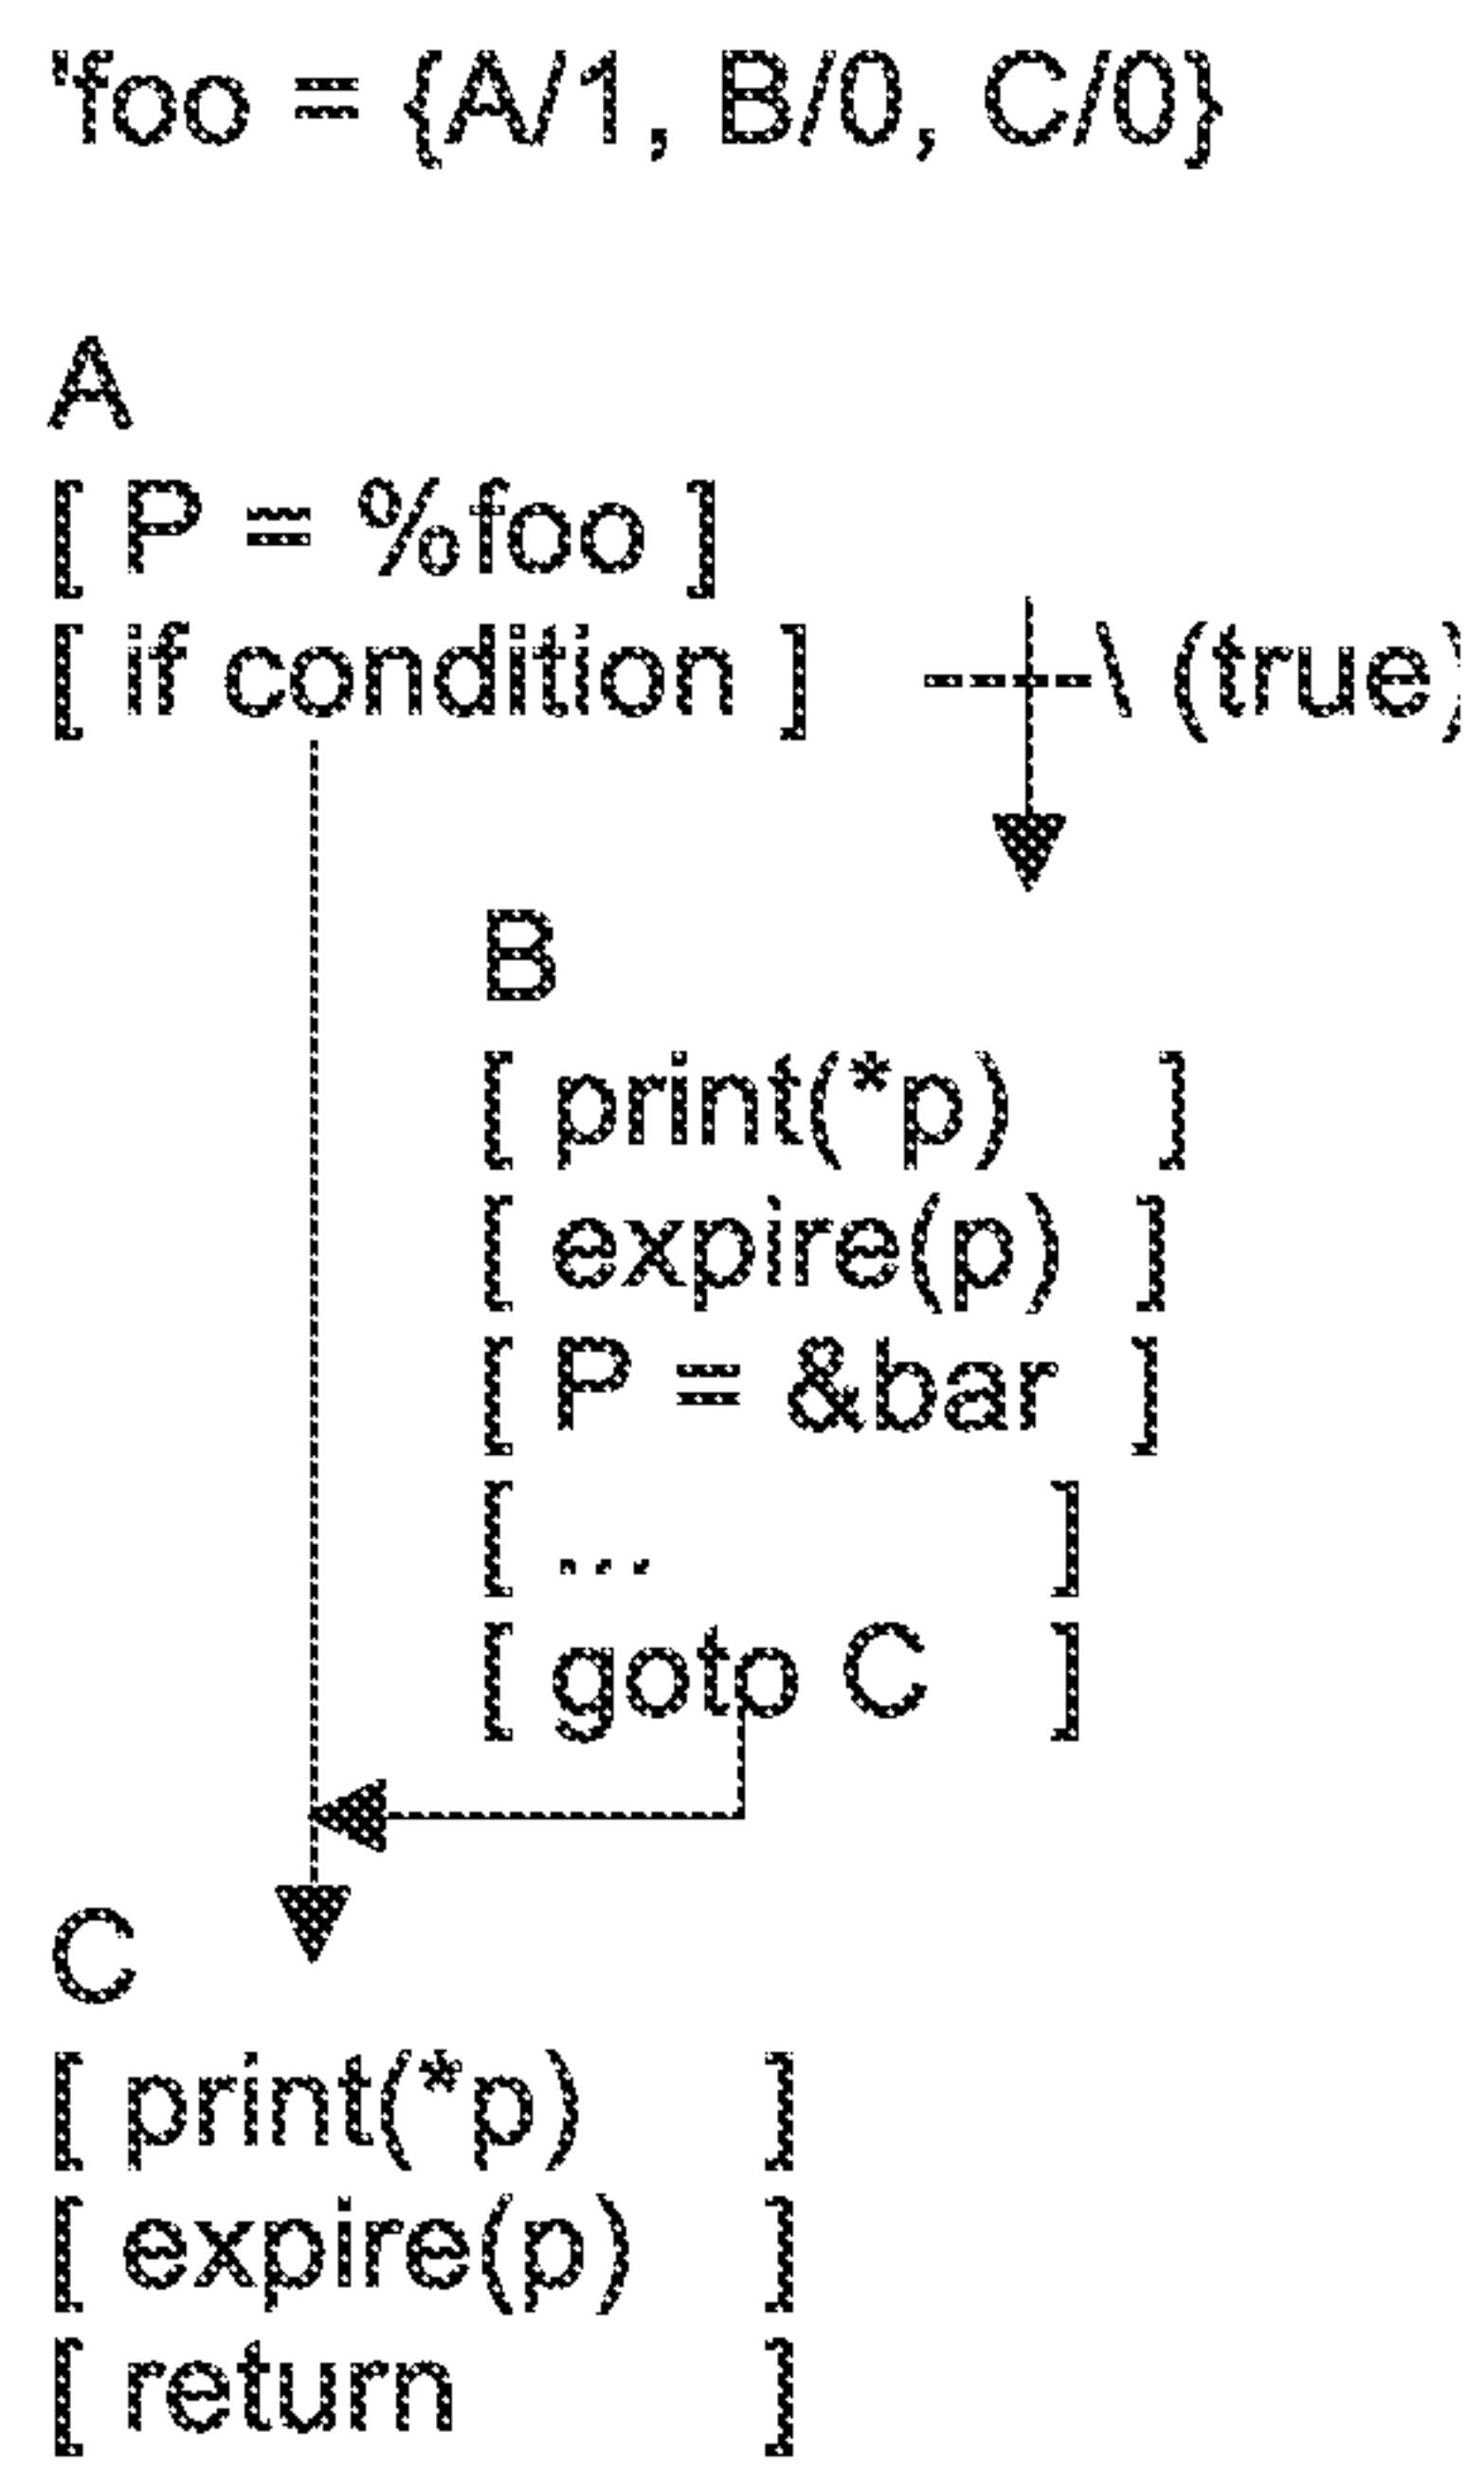 'foo = {A/1, B/0, C/0}
A
[ P = %foo ]
[ if condition ] ----\ (true)
B
[ print(*p) ]
[ expire(p) ]
[ P = &bar ]
[ ... ]
[ goto C ]
C
[ print(*p) ]
[ expire(p) ]
[ return ]